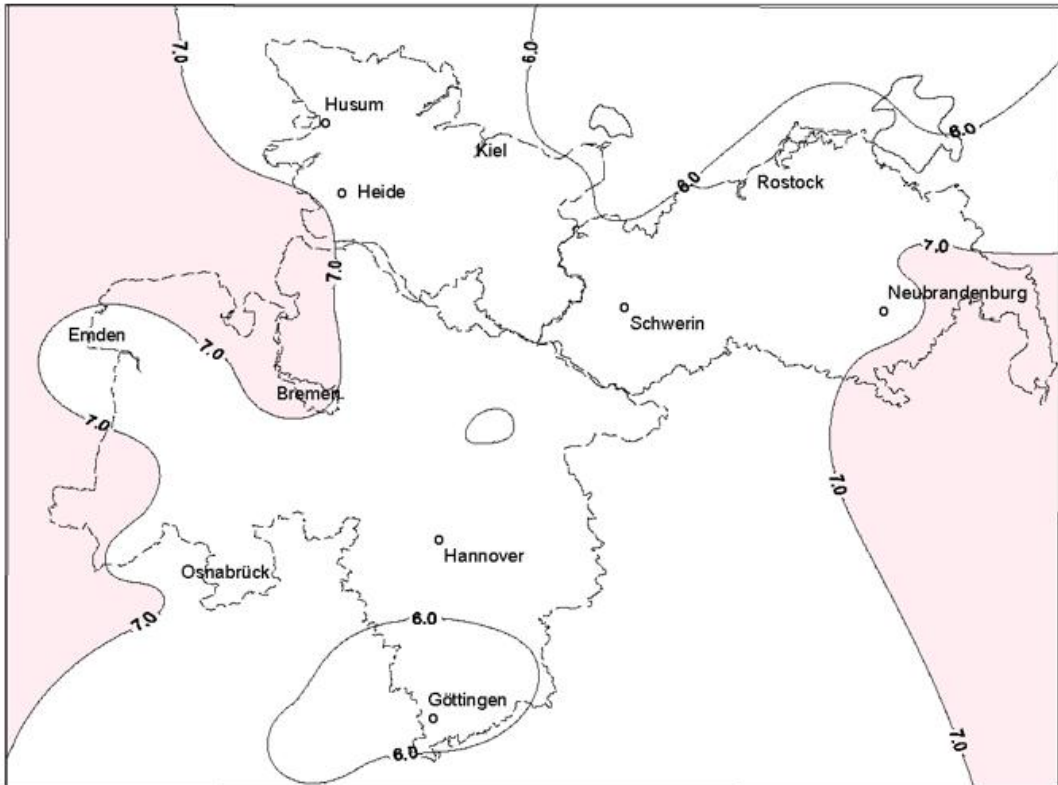 7.0
6.0
Husum
Kiel
6.0
Heide
6.0
Rostock
7.0
7.0
Neubrandenburg
Schwerin
Emden
7.0
Bremen
7.0
7.0
Hannover
Osnabrück
7.0
6.0
Göttingen
6.0
7.0